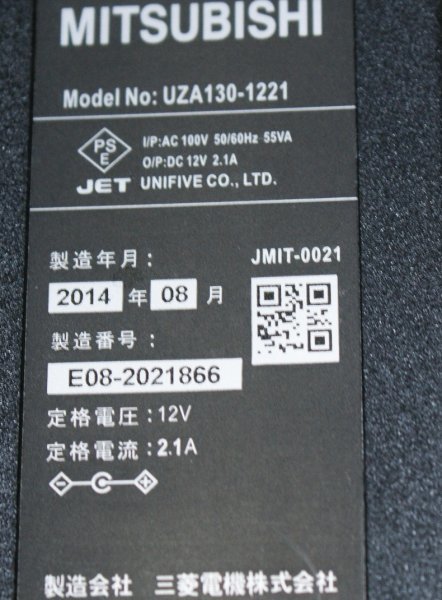 MITSUBISHI
Model No: UZA130-1221
PS
E
I/P:AC 100V 50/60Hz 55VA
O/P:DC 12V 2.1A
JET UNIFIVE CO., LTD.
製造年月: JMIT-0021
2014 年 08 月
製造番号:
E08-2021866
定格電圧:12V
定格電流:2.1A
製造会社 三菱電機株式会社